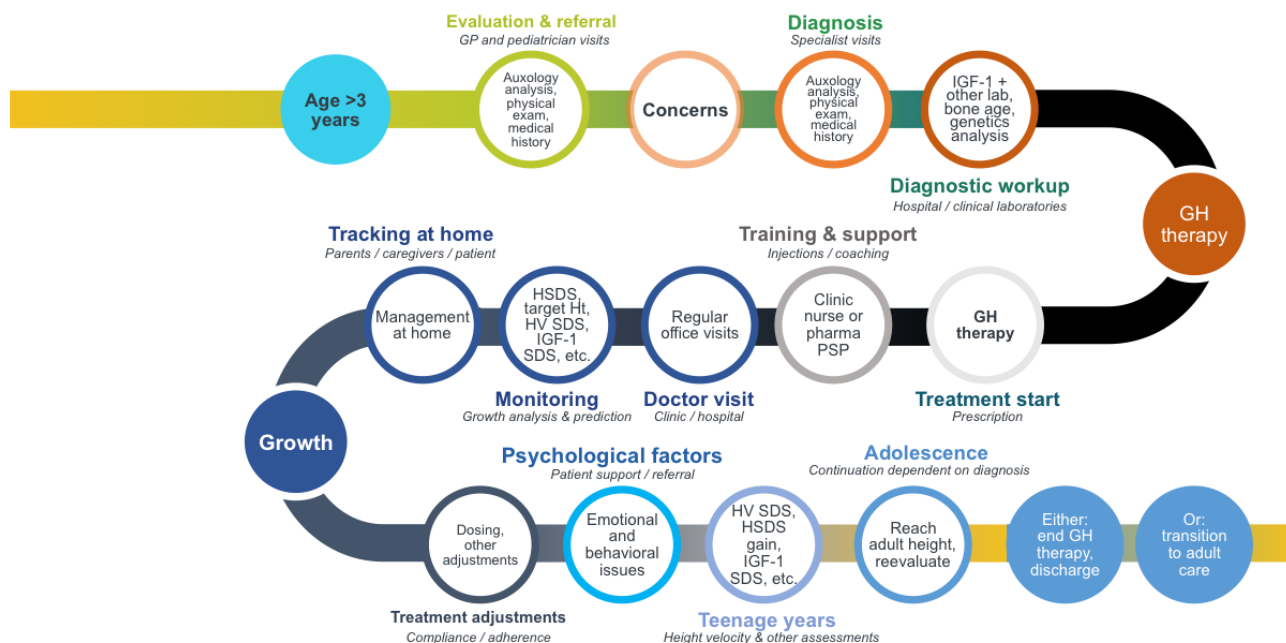 Evaluation & referral
GP and pediatrician visits
Diagnosis
Specialist visits
Age >3
years
Auxology
analysis,
physical
exam,
medical
history
Concerns
Auxology
analysis,
physical
exam,
medical
history
IGF-1 +
other lab,
bone age,
genetics
analysis
Diagnostic workup
Hospital / clinical laboratories
GH
therapy
Tracking at home
Parents / caregivers / patient
Training & support
Injections / coaching
Management
at home
HSDS,
target Ht,
HV SDS,
IGF-1
SDS, etc.
Regular
office visits
Clinic
nurse or
pharma
PSP
GH
therapy
Monitoring
Growth analysis & prediction
Doctor visit
Clinic / hospital
Treatment start
Prescription
Growth
Psychological factors
Patient support / referral
Adolescence
Continuation dependent on diagnosis
Dosing,
other
adjustments
Emotional
and
behavioral
issues
HV SDS,
HSDS
gain,
IGF-1
SDS, etc.
Reach
adult height,
reevaluate
Either:
end GH
therapy,
discharge
Or:
transition
to adult
care
Treatment adjustments
Compliance / adherence
Teenage years
Height velocity & other assessments